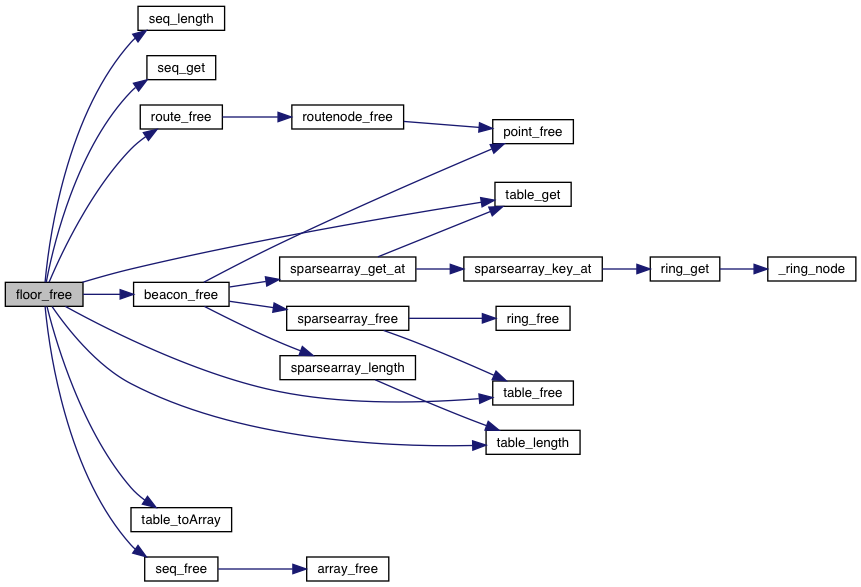 seq_length
seq_get
route_free
routenode_free
point_free
table_get
sparsearray_get_at
sparsearray_key_at
ring_get
_ring_node
floor_free
beacon_free
sparsearray_free
ring_free
sparsearray_length
table_free
table_length
table_toArray
seq_free
array_free